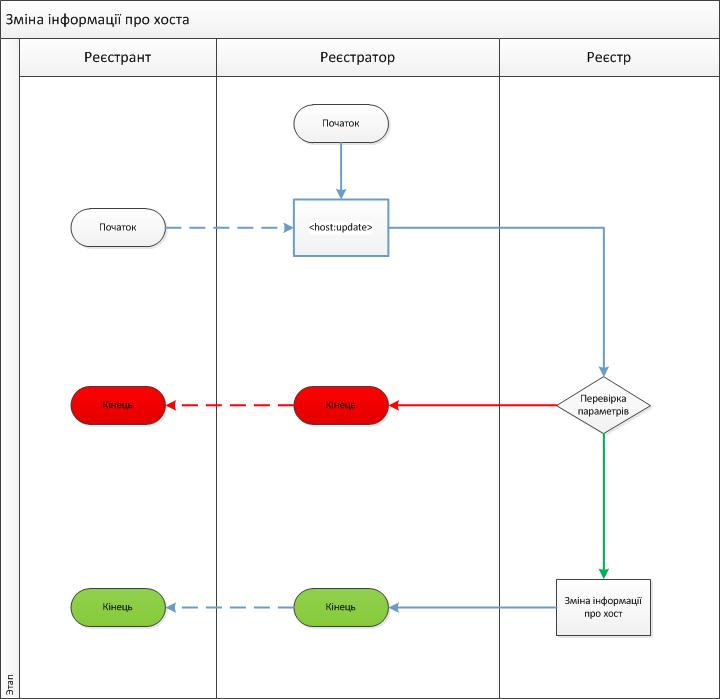 Зміна інформації про хоста
Реєстрант
Реєстратор
Реєстр
Початок
Початок
<host:update>
Кінець
Кінець
Перевірка
параметрів
Кінець
Кінець
Зміна інформації
про хост
Этап